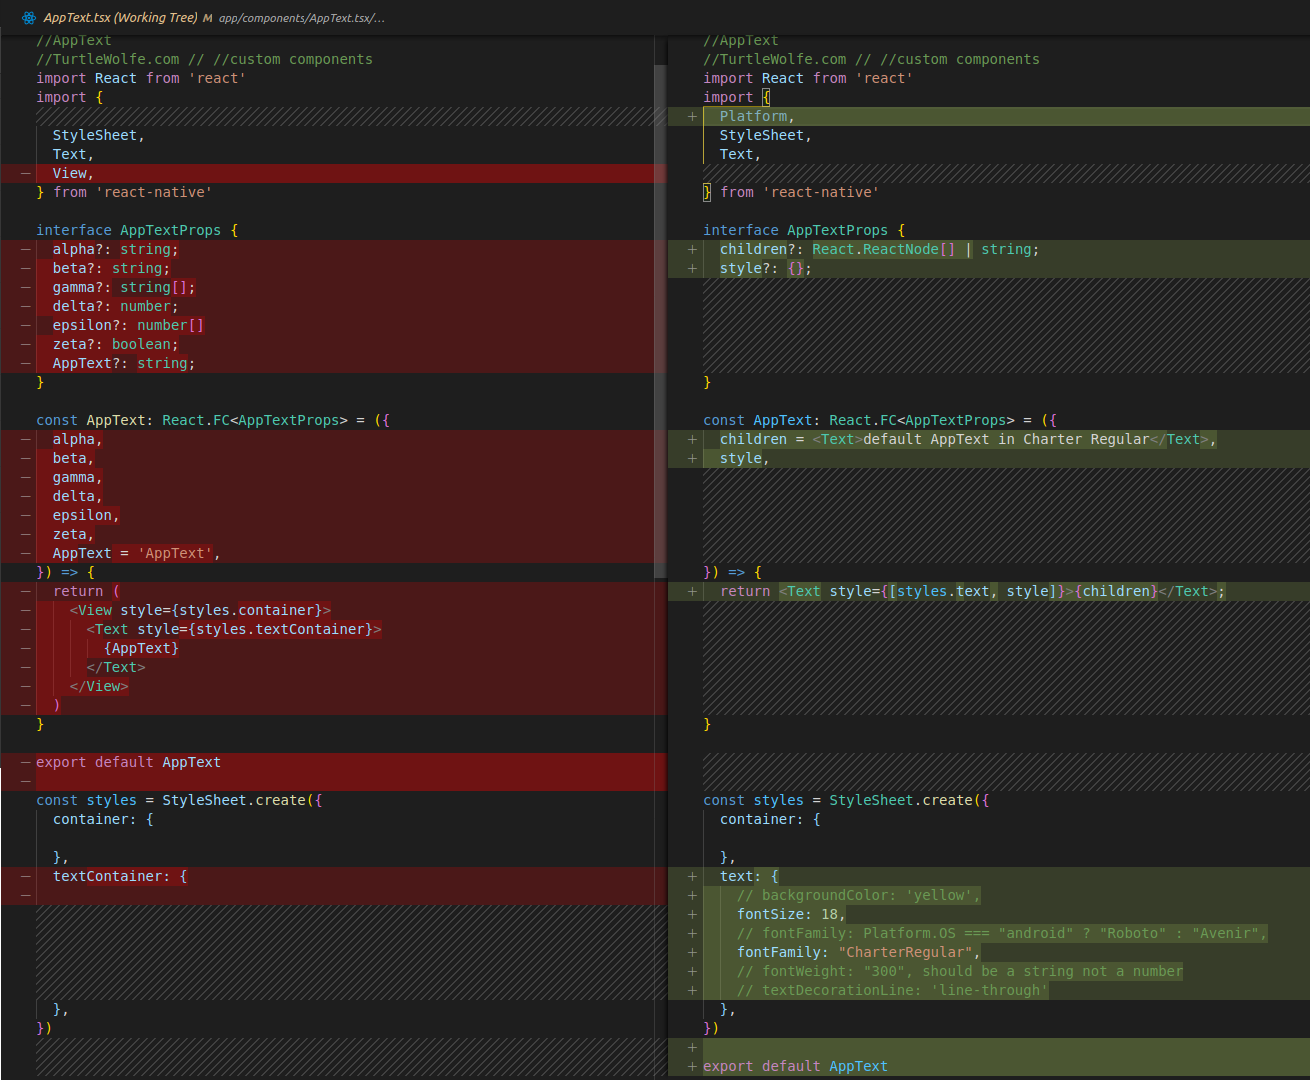 AppText.tsx (Working Tree) M app/components/AppText.tsx/...
//AppText
//TurtleWolfe.com // //custom components
import React from 'react'
import {
StyleSheet,
Text,
— View,
} from 'react-native'
interface AppTextProps {
— alpha?: string;
— beta?: string;
— gamma?: string[];
— delta?: number;
— epsilon?: number[]
— zeta?: boolean;
— AppText?: string;
}
const AppText: React.FC<AppTextProps> = ({
— alpha,
— beta,
— gamma,
— delta,
— epsilon,
— zeta,
— AppText = 'AppText',
}) => {
— return (
— <View style={styles.container}>
— <Text style={styles.textContainer}>
— {AppText}
— </Text>
— </View>
— )
}
— export default AppText
—
const styles = StyleSheet.create({
container: {
},
— textContainer: {
—
},
})
//AppText
//TurtleWolfe.com // //custom components
import React from 'react'
import {
+ Platform,
StyleSheet,
Text,
} from 'react-native'
interface AppTextProps {
+ children?: React.ReactNode[] | string;
+ style?: {};
}
const AppText: React.FC<AppTextProps> = ({
+ children = <Text>default AppText in Charter Regular</Text>,
+ style,
}) => {
+ return <Text style={[styles.text, style]}>{children}</Text>;
}
const styles = StyleSheet.create({
container: {
},
+ text: {
+ // backgroundColor: 'yellow',
+ fontSize: 18,
+ // fontFamily: Platform.OS === "android" ? "Roboto" : "Avenir",
+ fontFamily: "CharterRegular",
+ // fontWeight: "300", should be a string not a number
+ // textDecorationLine: 'line-through'
},
})
+
+ export default AppText